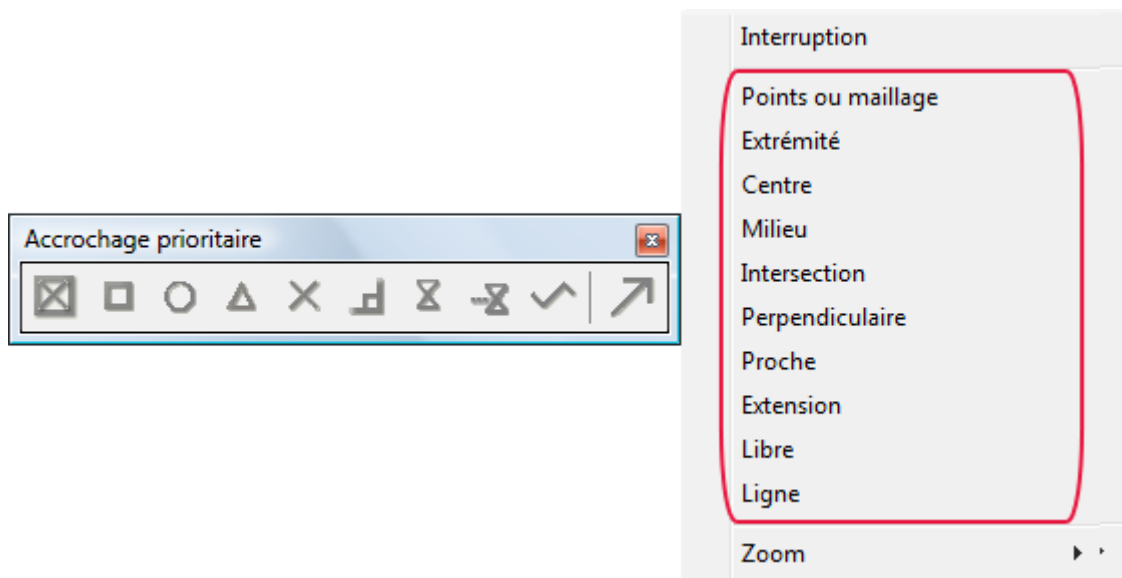 Accrochage prioritaire
Interruption
Points ou maillage
Extrémité
Centre
Milieu
Intersection
Perpendiculaire
Proche
Extension
Libre
Ligne
Zoom